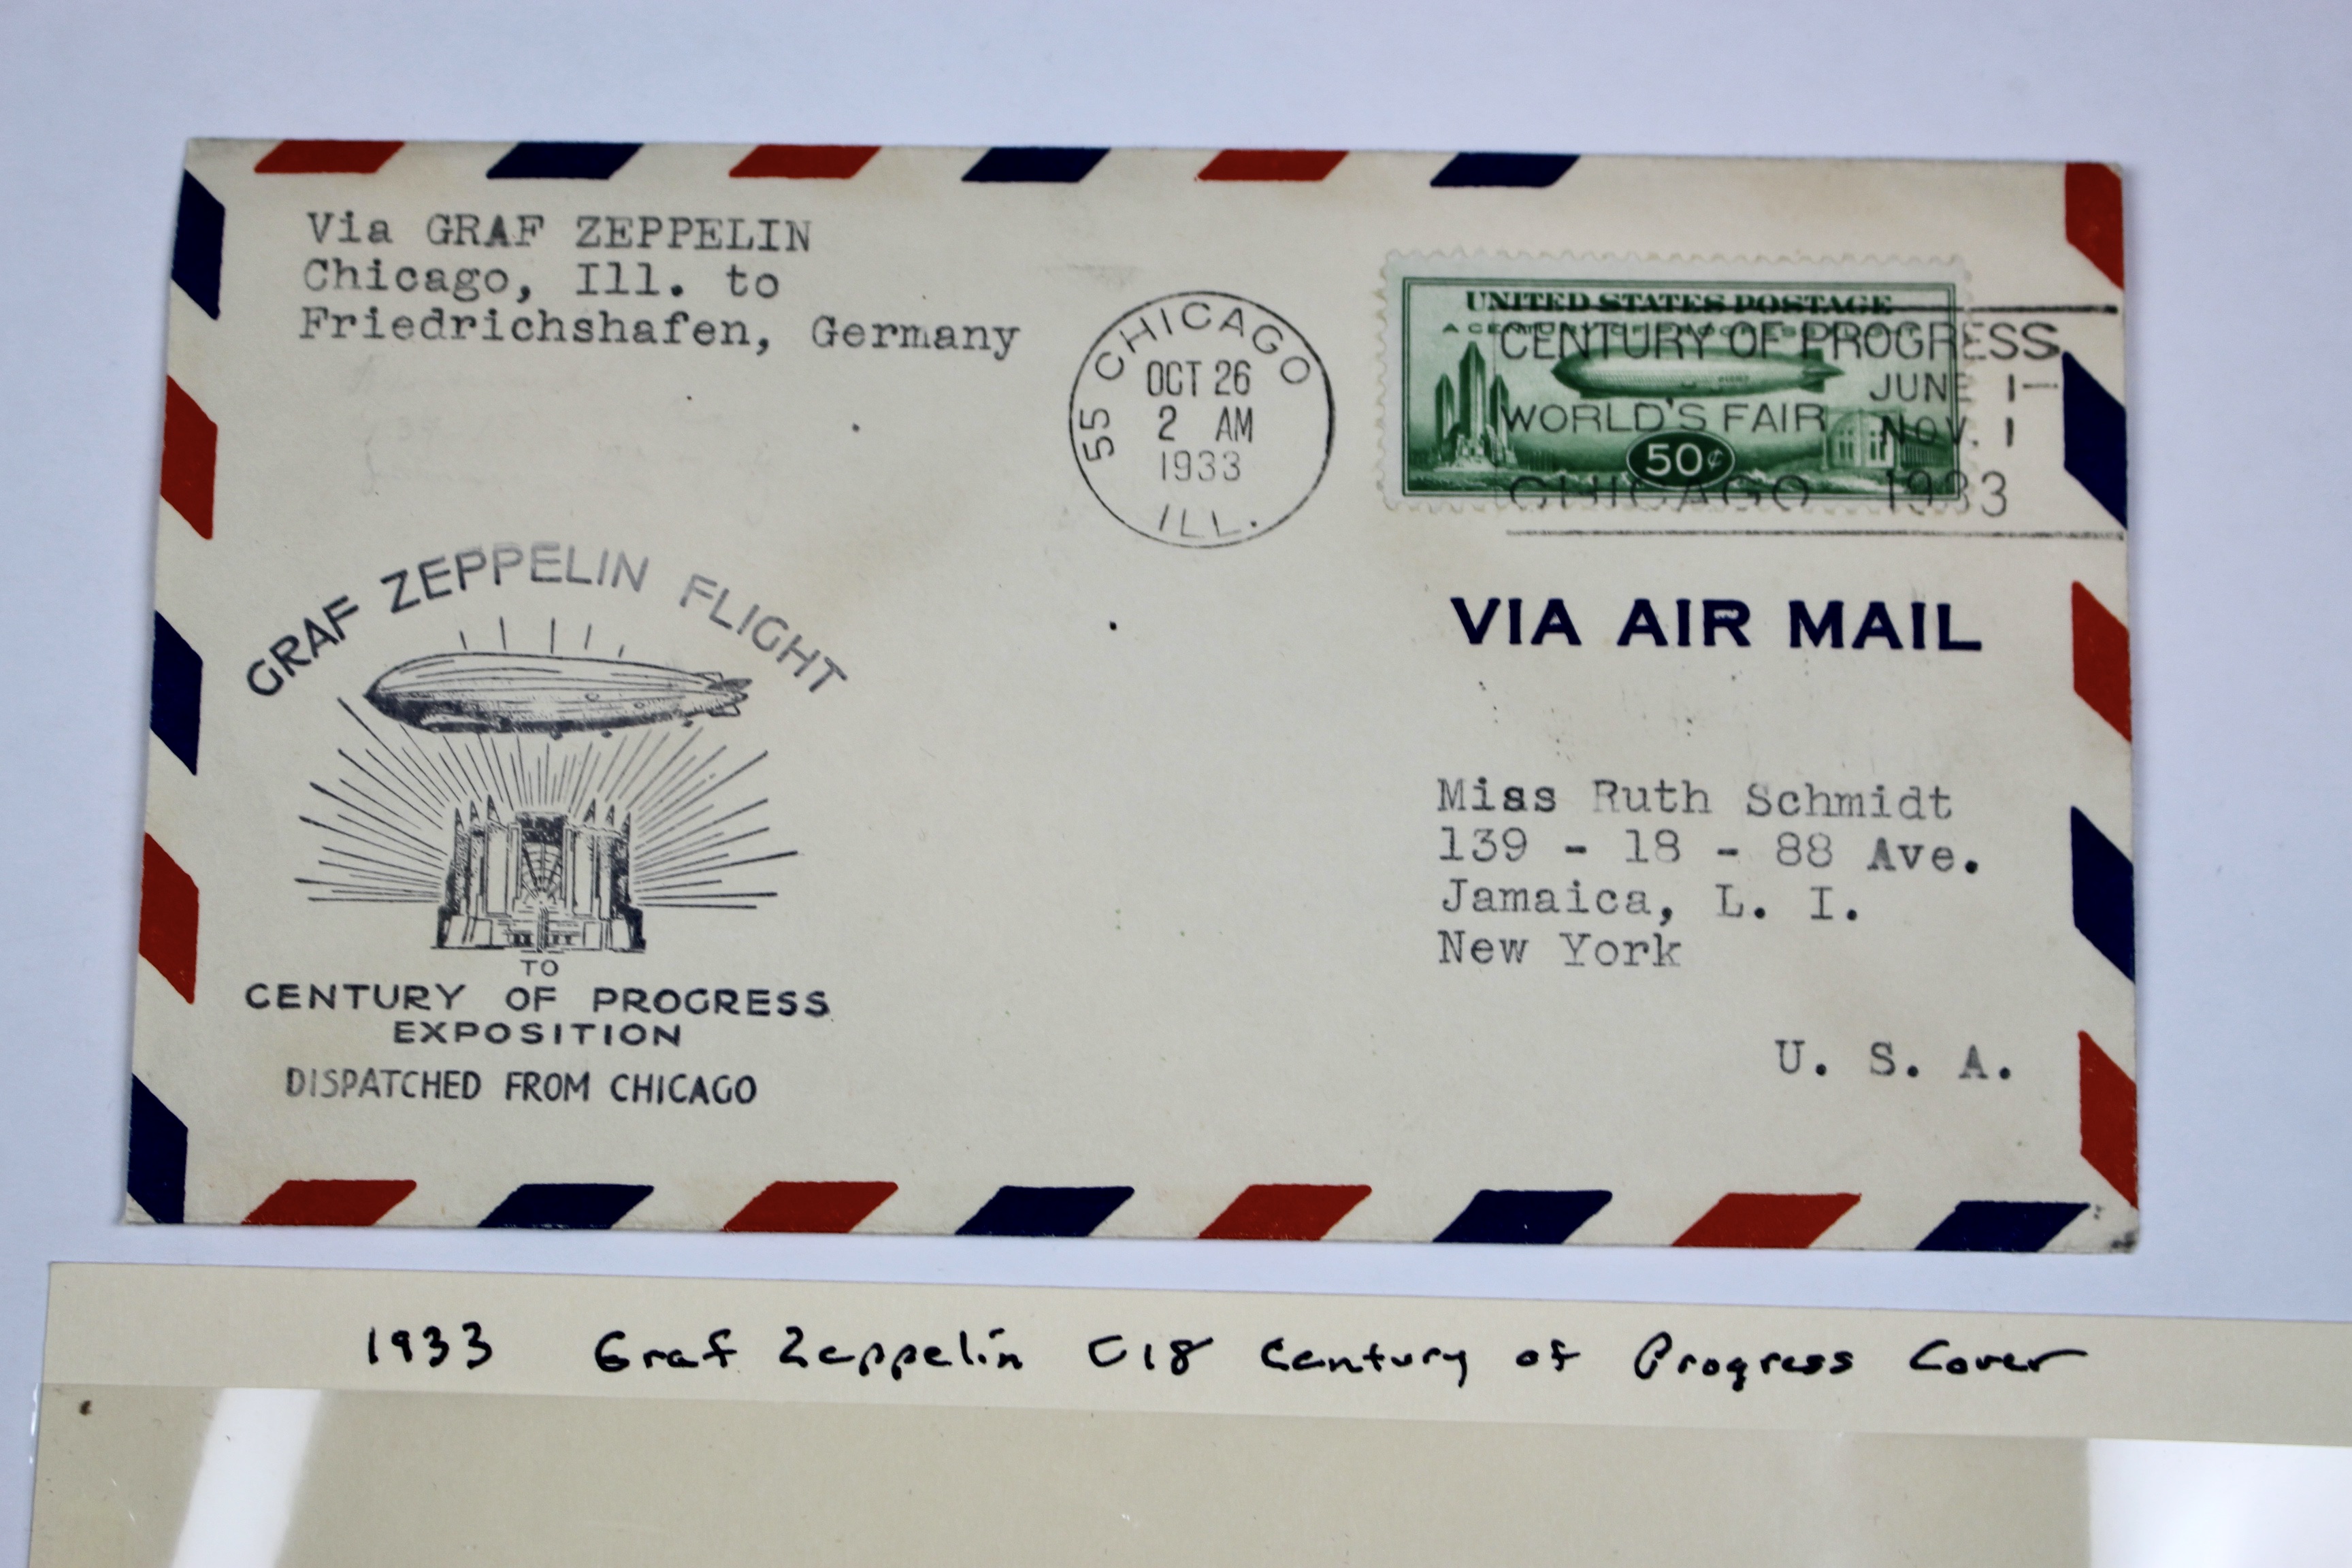 Via GRAF ZEPPELIN
Chicago, Ill. to
Friedrichshafen, Germany
55 CHICAGO
OCT 26
2 AM
1933
ILL.
UNITED STATES POSTAGE
A CENTURY OF PROGRESS
50¢
CENTURY OF PROGRESS
JUNE 1—
WORLD'S FAIR
NOV. 1
CHICAGO 1933
VIA AIR MAIL
GRAF ZEPPELIN FLIGHT
TO
CENTURY OF PROGRESS
EXPOSITION
DISPATCHED FROM CHICAGO
Miss Ruth Schmidt
139 - 18 - 88 Ave.
Jamaica, L. I.
New York
U. S. A.
1933 Graf Zeppelin C18 Century of Progress Cover